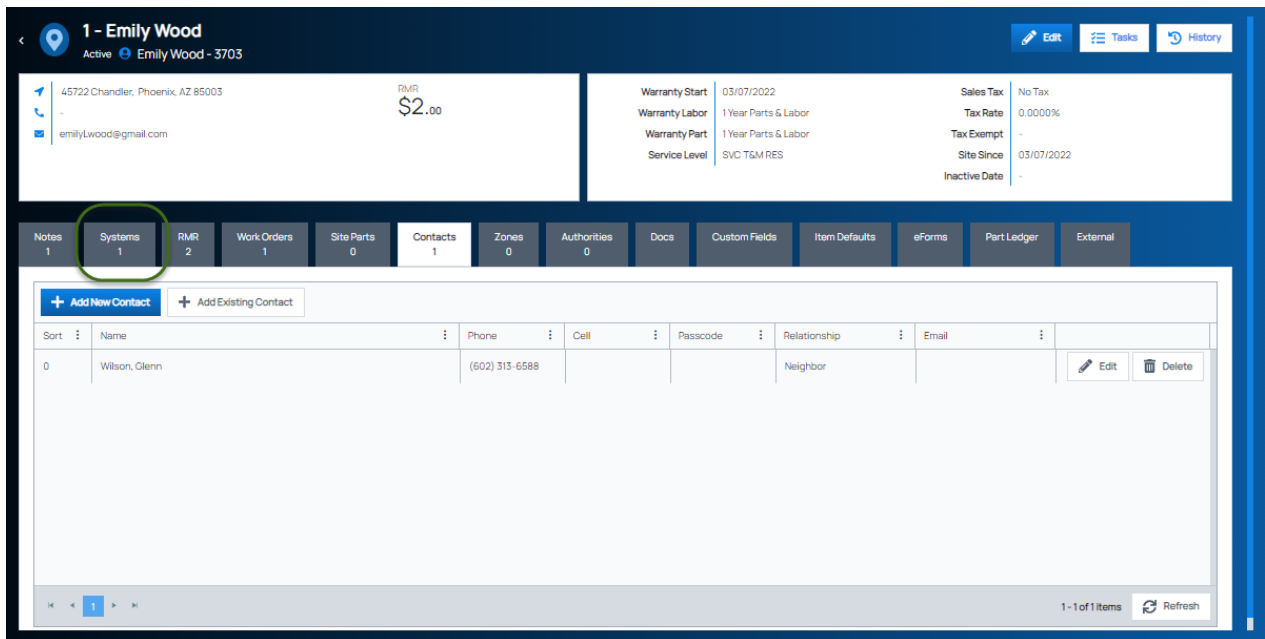 1 - Emily Wood
Active Emily Wood - 3703
Edit Tasks History
45722 Chandler, Phoenix, AZ 85003
-
emilyLwood@gmail.com
RMR
$2.00
Warranty Start 03/07/2022
Warranty Labor 1 Year Parts & Labor
Warranty Part 1 Year Parts & Labor
Service Level SVC T&M RES
Sales Tax No Tax
Tax Rate 0.0000%
Tax Exempt -
Site Since 03/07/2022
Inactive Date -
Notes Systems RMR Work Orders Site Parts Contacts Zones Authorities Docs Custom Fields Item Defaults eForms Part Ledger External
1 1 2 1 0 1 0 0
+ Add New Contact + Add Existing Contact
Sort Name Phone Cell Passcode Relationship Email
0 Wilson, Glenn (602) 313-6588 Neighbor Edit Delete
1 1 - 1 of 1 items Refresh